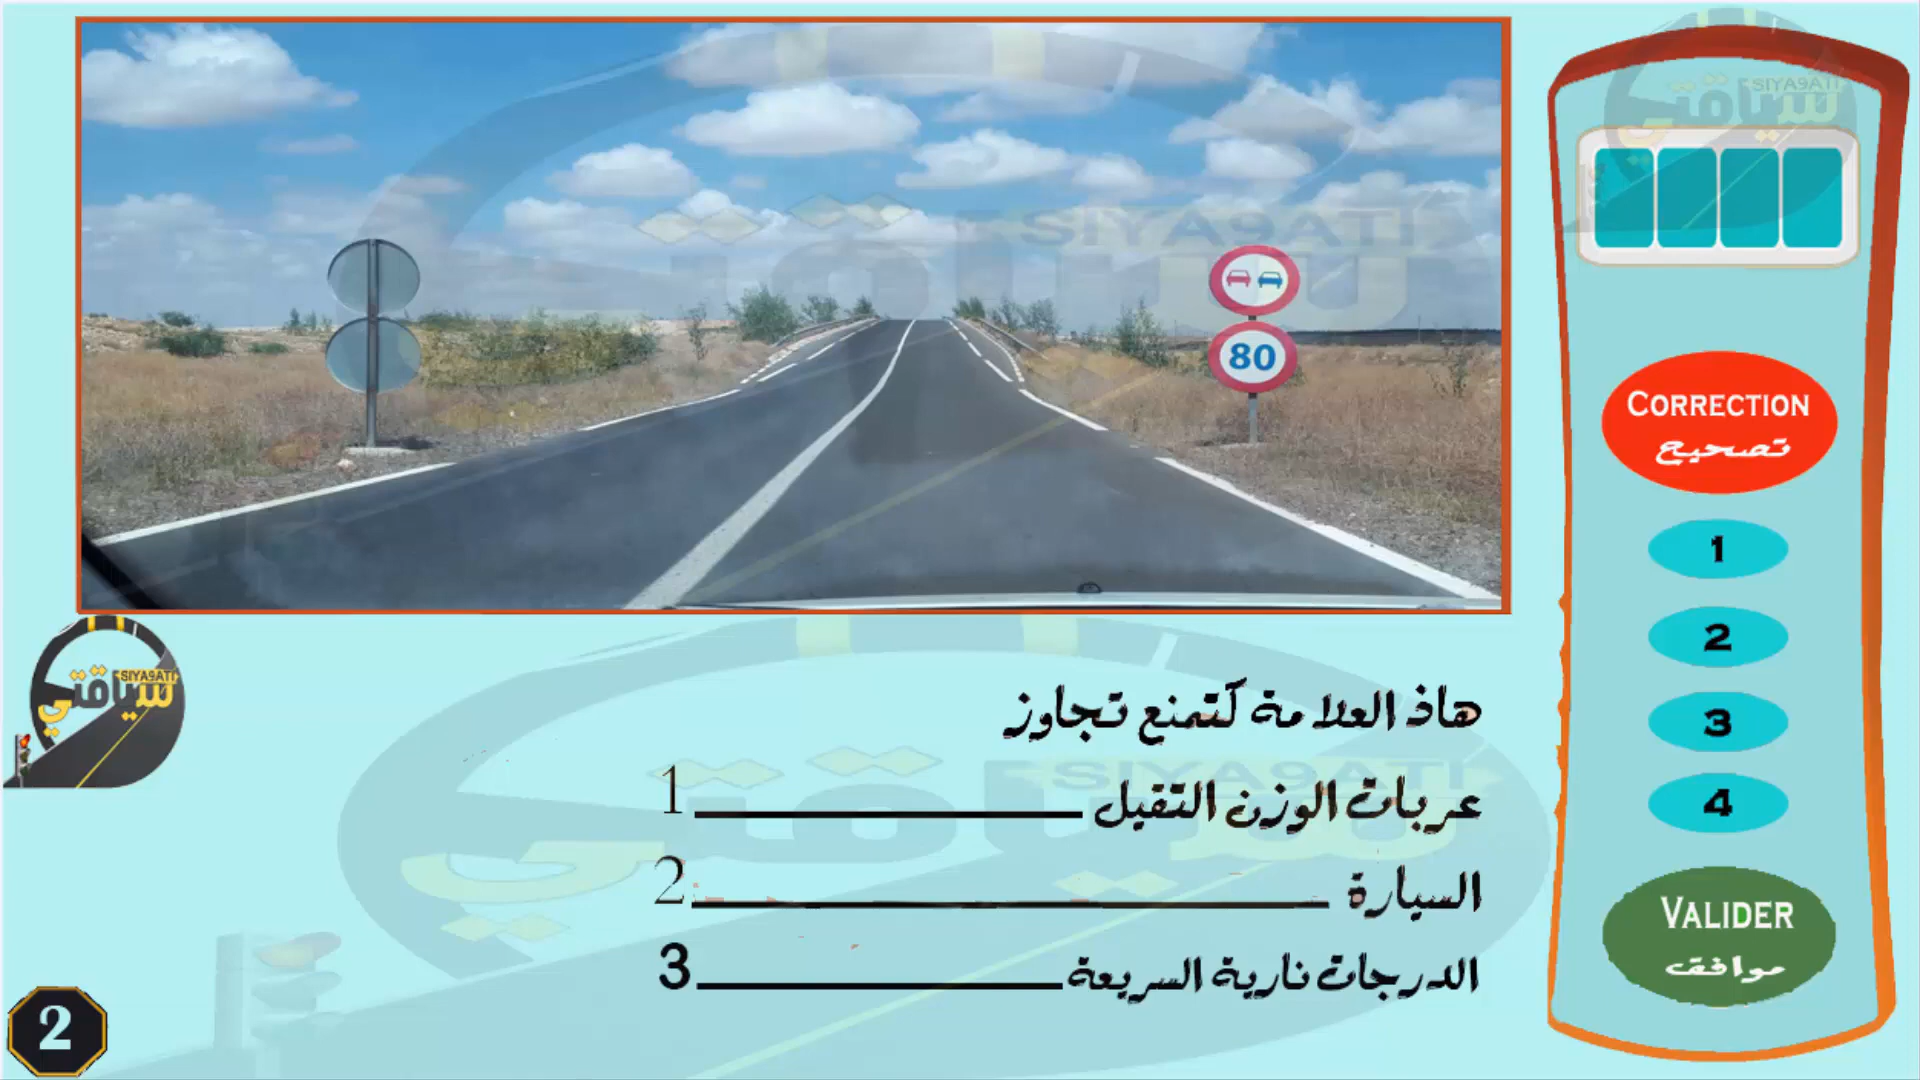 80
هاذ العلامة كتمنع تجاوز
عربات الوزن التقيل 1
السيارة 2
الدرجات نارية السريعة 3
2
سياقتي
SIYA9ATI
CORRECTION
تصحيح
1
2
3
4
VALIDER
موافق